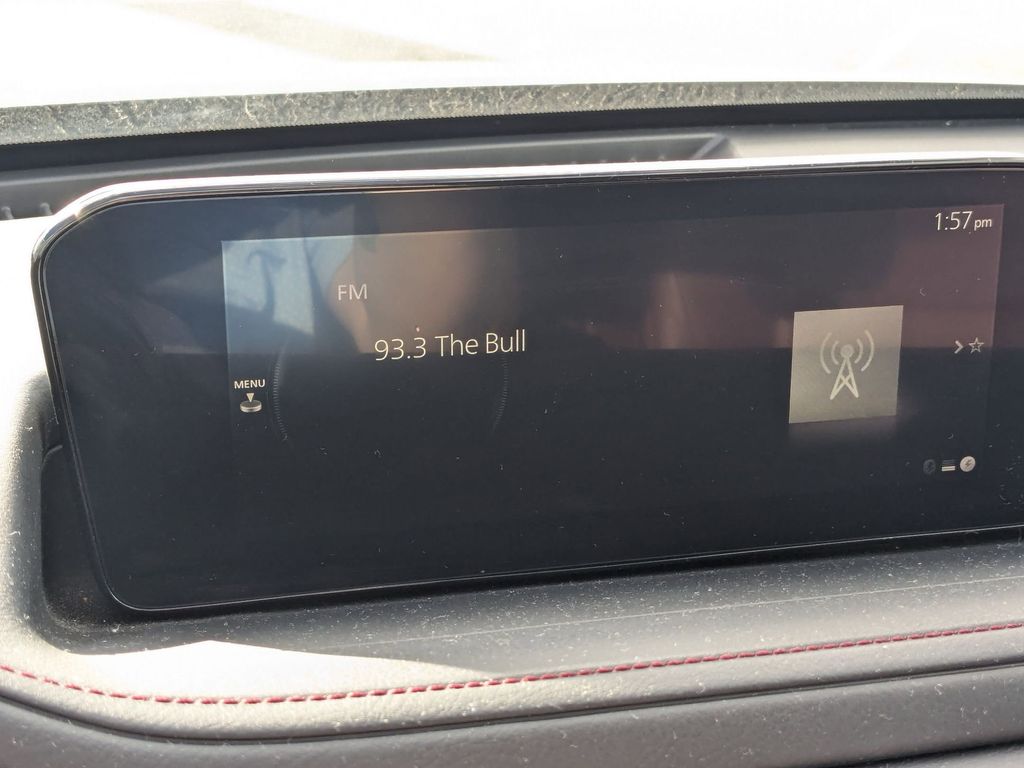 1:57 pm
FM
93.3 The Bull
MENU